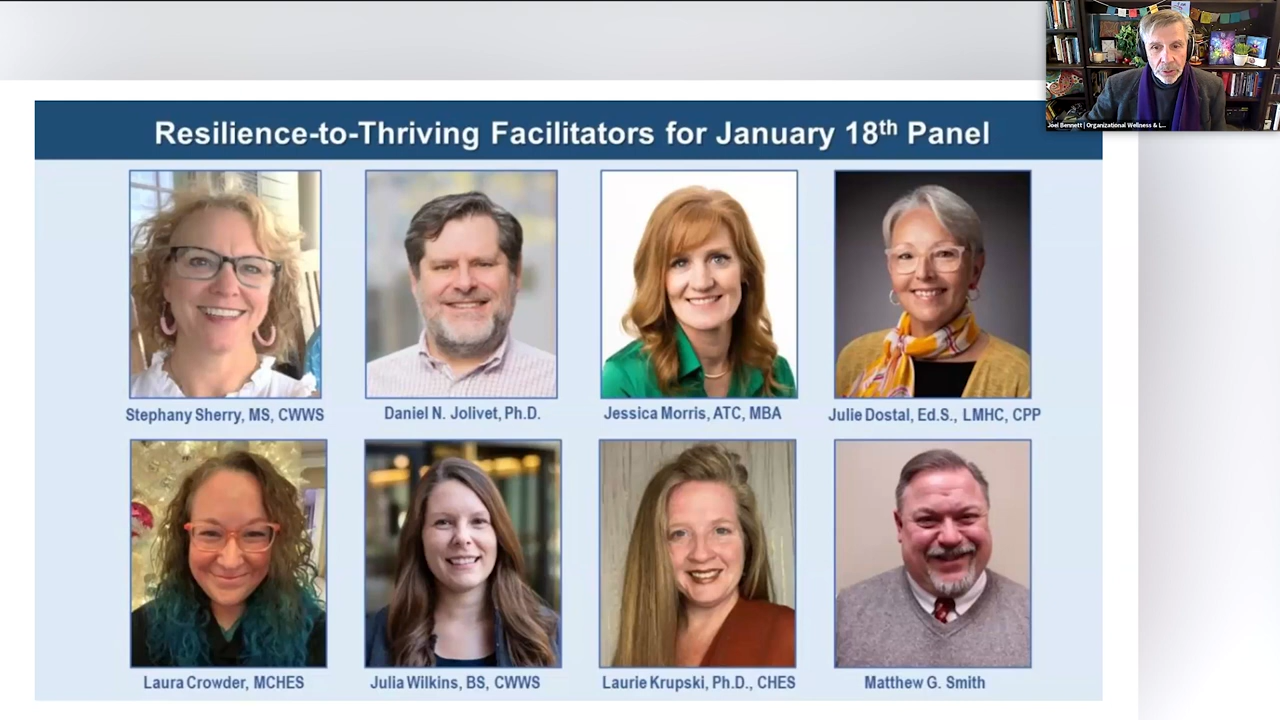 Joel Bennett | Organizational Wellness & L...
Resilience-to-Thriving Facilitators for January 18th Panel
Stephany Sherry, MS, CWWS
Daniel N. Jolivet, Ph.D.
Jessica Morris, ATC, MBA
Julie Dostal, Ed.S., LMHC, CPP
Laura Crowder, MCHES
Julia Wilkins, BS, CWWS
Laurie Krupski, Ph.D., CHES
Matthew G. Smith